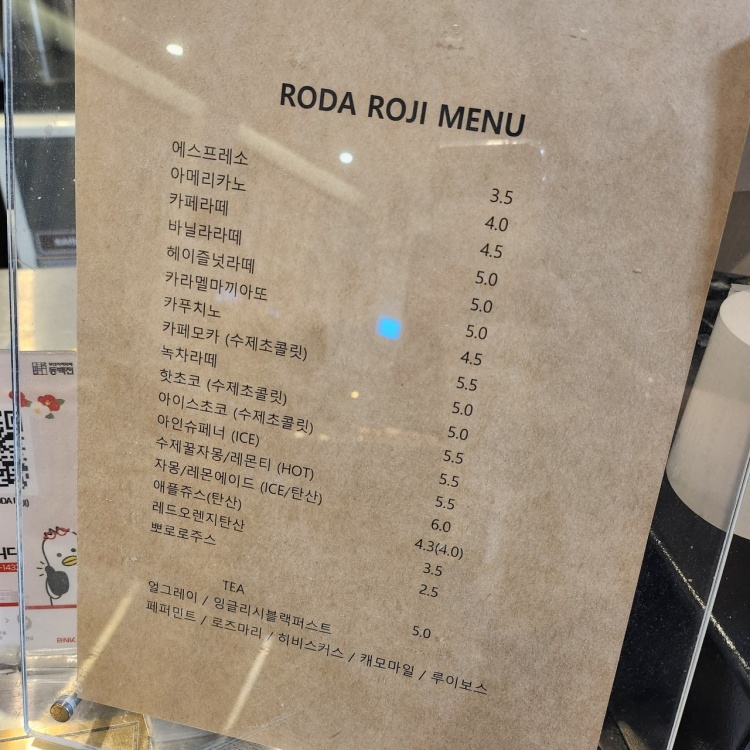 RODA ROJI MENU
에스프레소 3.5
아메리카노 4.0
카페라떼 4.5
바닐라라떼 5.0
헤이즐넛라떼 5.0
카라멜마끼아또 5.0
카푸치노 4.5
카페모카 (수제초콜릿) 5.5
녹차라떼 5.0
핫초코 (수제초콜릿) 5.0
아이스초코 (수제초콜릿) 5.5
아인슈페너 (ICE) 5.5
수제꿀자몽/레몬티 (HOT) 5.5
자몽/레몬에이드 (ICE/탄산) 6.0
애플쥬스(탄산) 4.3(4.0)
레드오렌지탄산 3.5
뽀로로주스 2.5
TEA
얼그레이 / 잉글리시블랙퍼스트 5.0
페퍼민트 / 로즈마리 / 히비스커스 / 캐모마일 / 루이보스
동백전